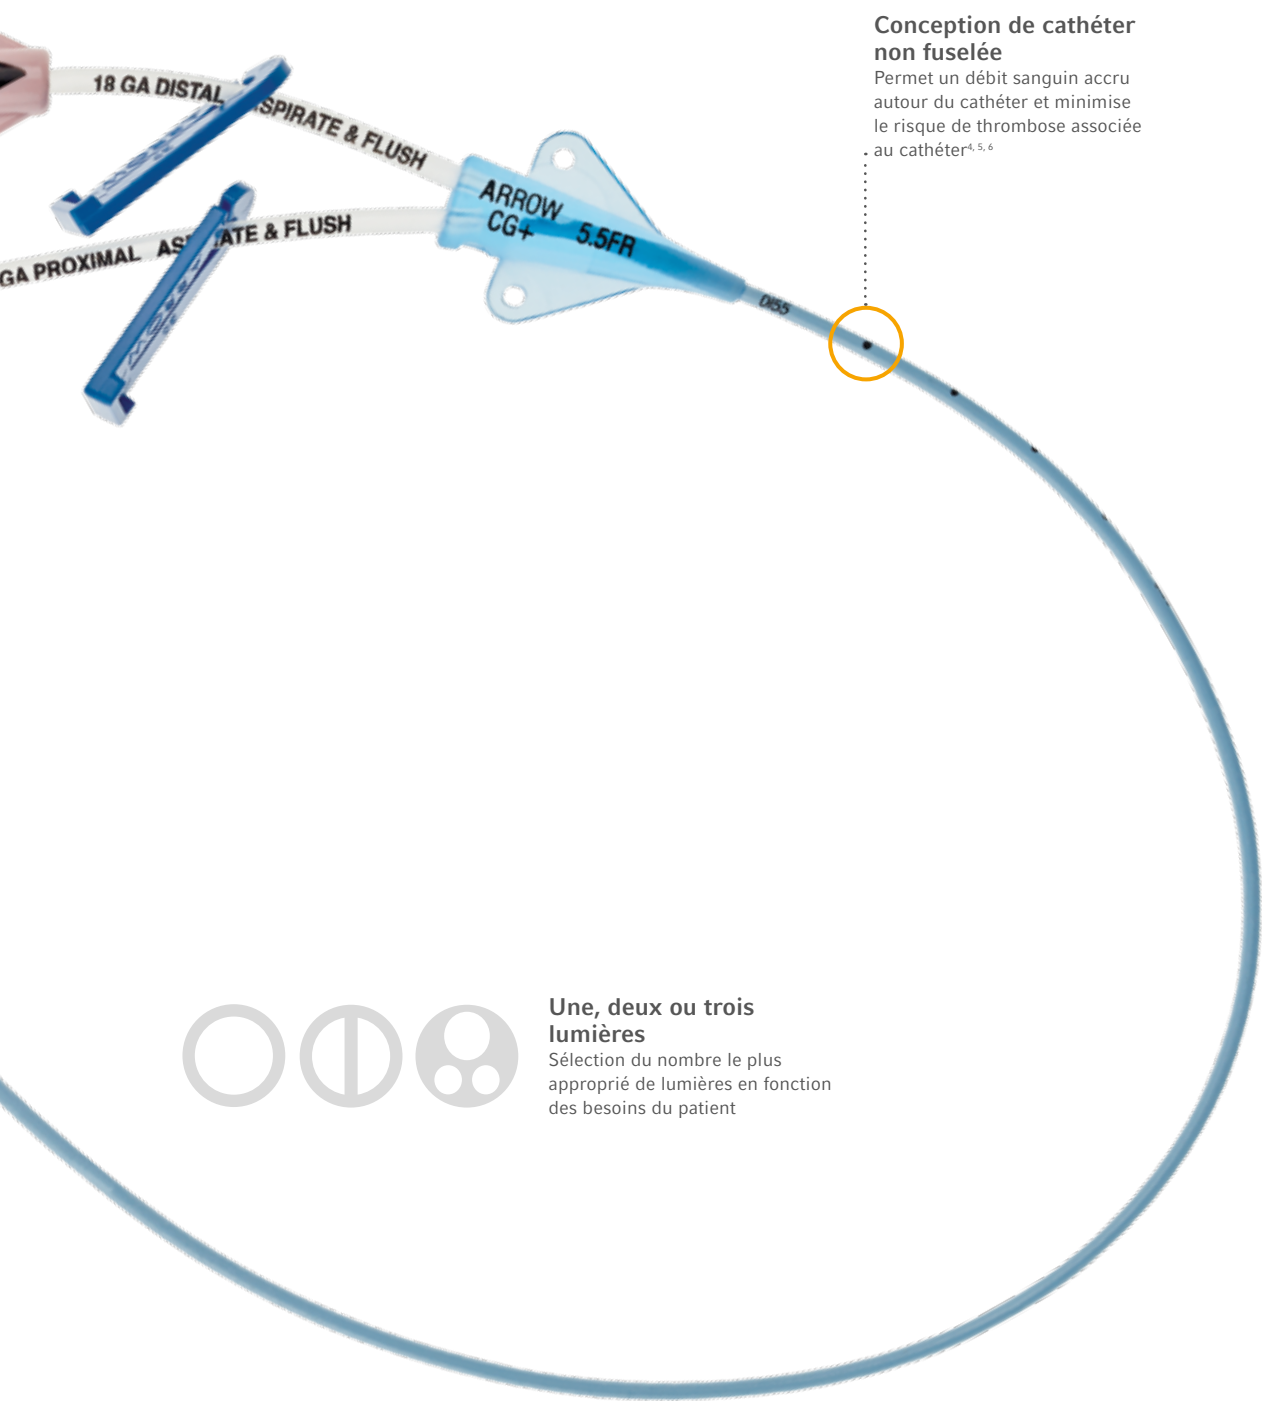 Conception de cathéter
non fuselée
Permet un débit sanguin accru
autour du cathéter et minimise
le risque de thrombose associée
au cathéter4, 5, 6
18 GA DISTAL SPIRATE & FLUSH
GA PROXIMAL ASP ATE & FLUSH
ARROW
CG+ 5.5FR
Une, deux ou trois
lumières
Sélection du nombre le plus
approprié de lumières en fonction
des besoins du patient